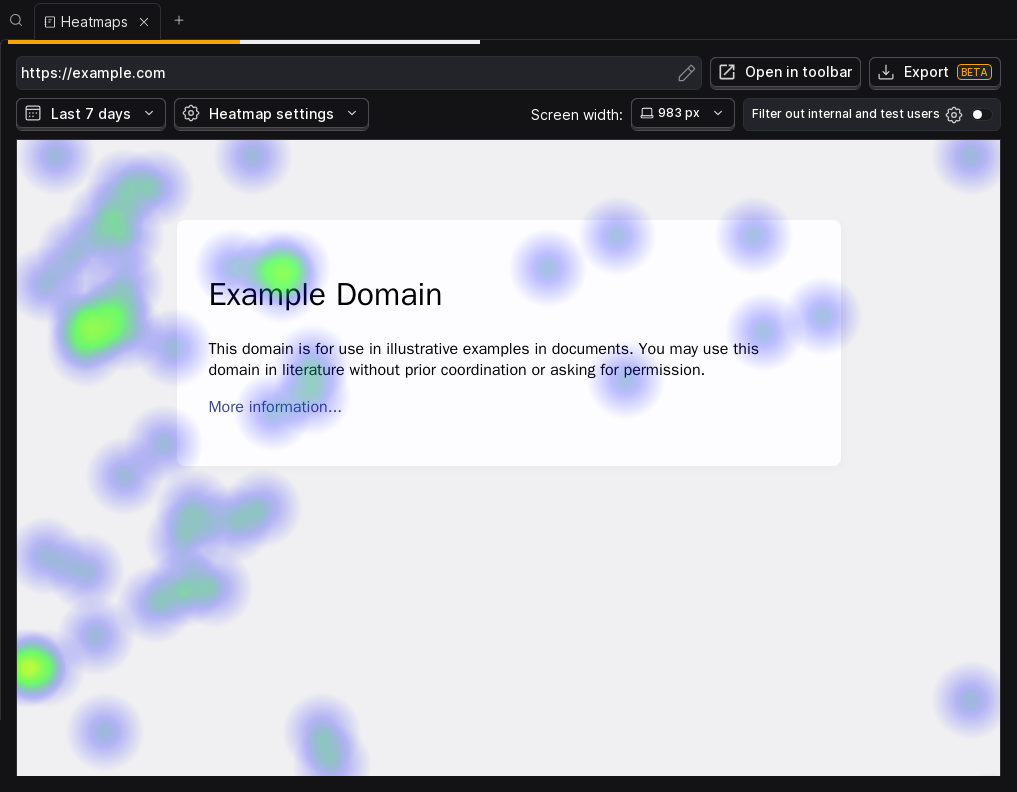 Heatmaps
https://example.com
Open in toolbar
Export BETA
Last 7 days
Heatmap settings
Screen width:
983 px
Filter out internal and test users
Example Domain
This domain is for use in illustrative examples in documents. You may use this
domain in literature without prior coordination or asking for permission.
More information...